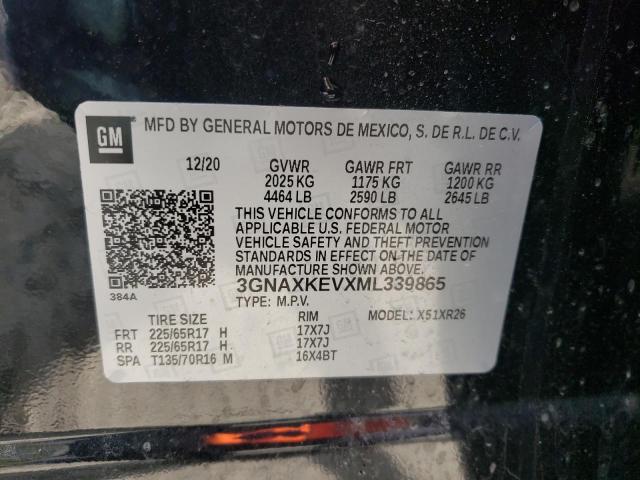 GM MFD BY GENERAL MOTORS DE MEXICO, S. DE R.L. DE C.V.
12/20 GVWR GAWR FRT GAWR RR
2025 KG 1175 KG 1200 KG
4464 LB 2590 LB 2645 LB
THIS VEHICLE CONFORMS TO ALL
APPLICABLE U.S. FEDERAL MOTOR
VEHICLE SAFETY AND THEFT PREVENTION
STANDARDS IN EFFECT ON THE DATE OF
MANUFACTURE SHOWN ABOVE.
384A 3GNAXKEVXML339865
TYPE: M.P.V. MODEL: X51XR26
TIRE SIZE RIM
FRT 225/65R17 H 17X7J
RR 225/65R17 H 17X7J
SPA T135/70R16 M 16X4BT